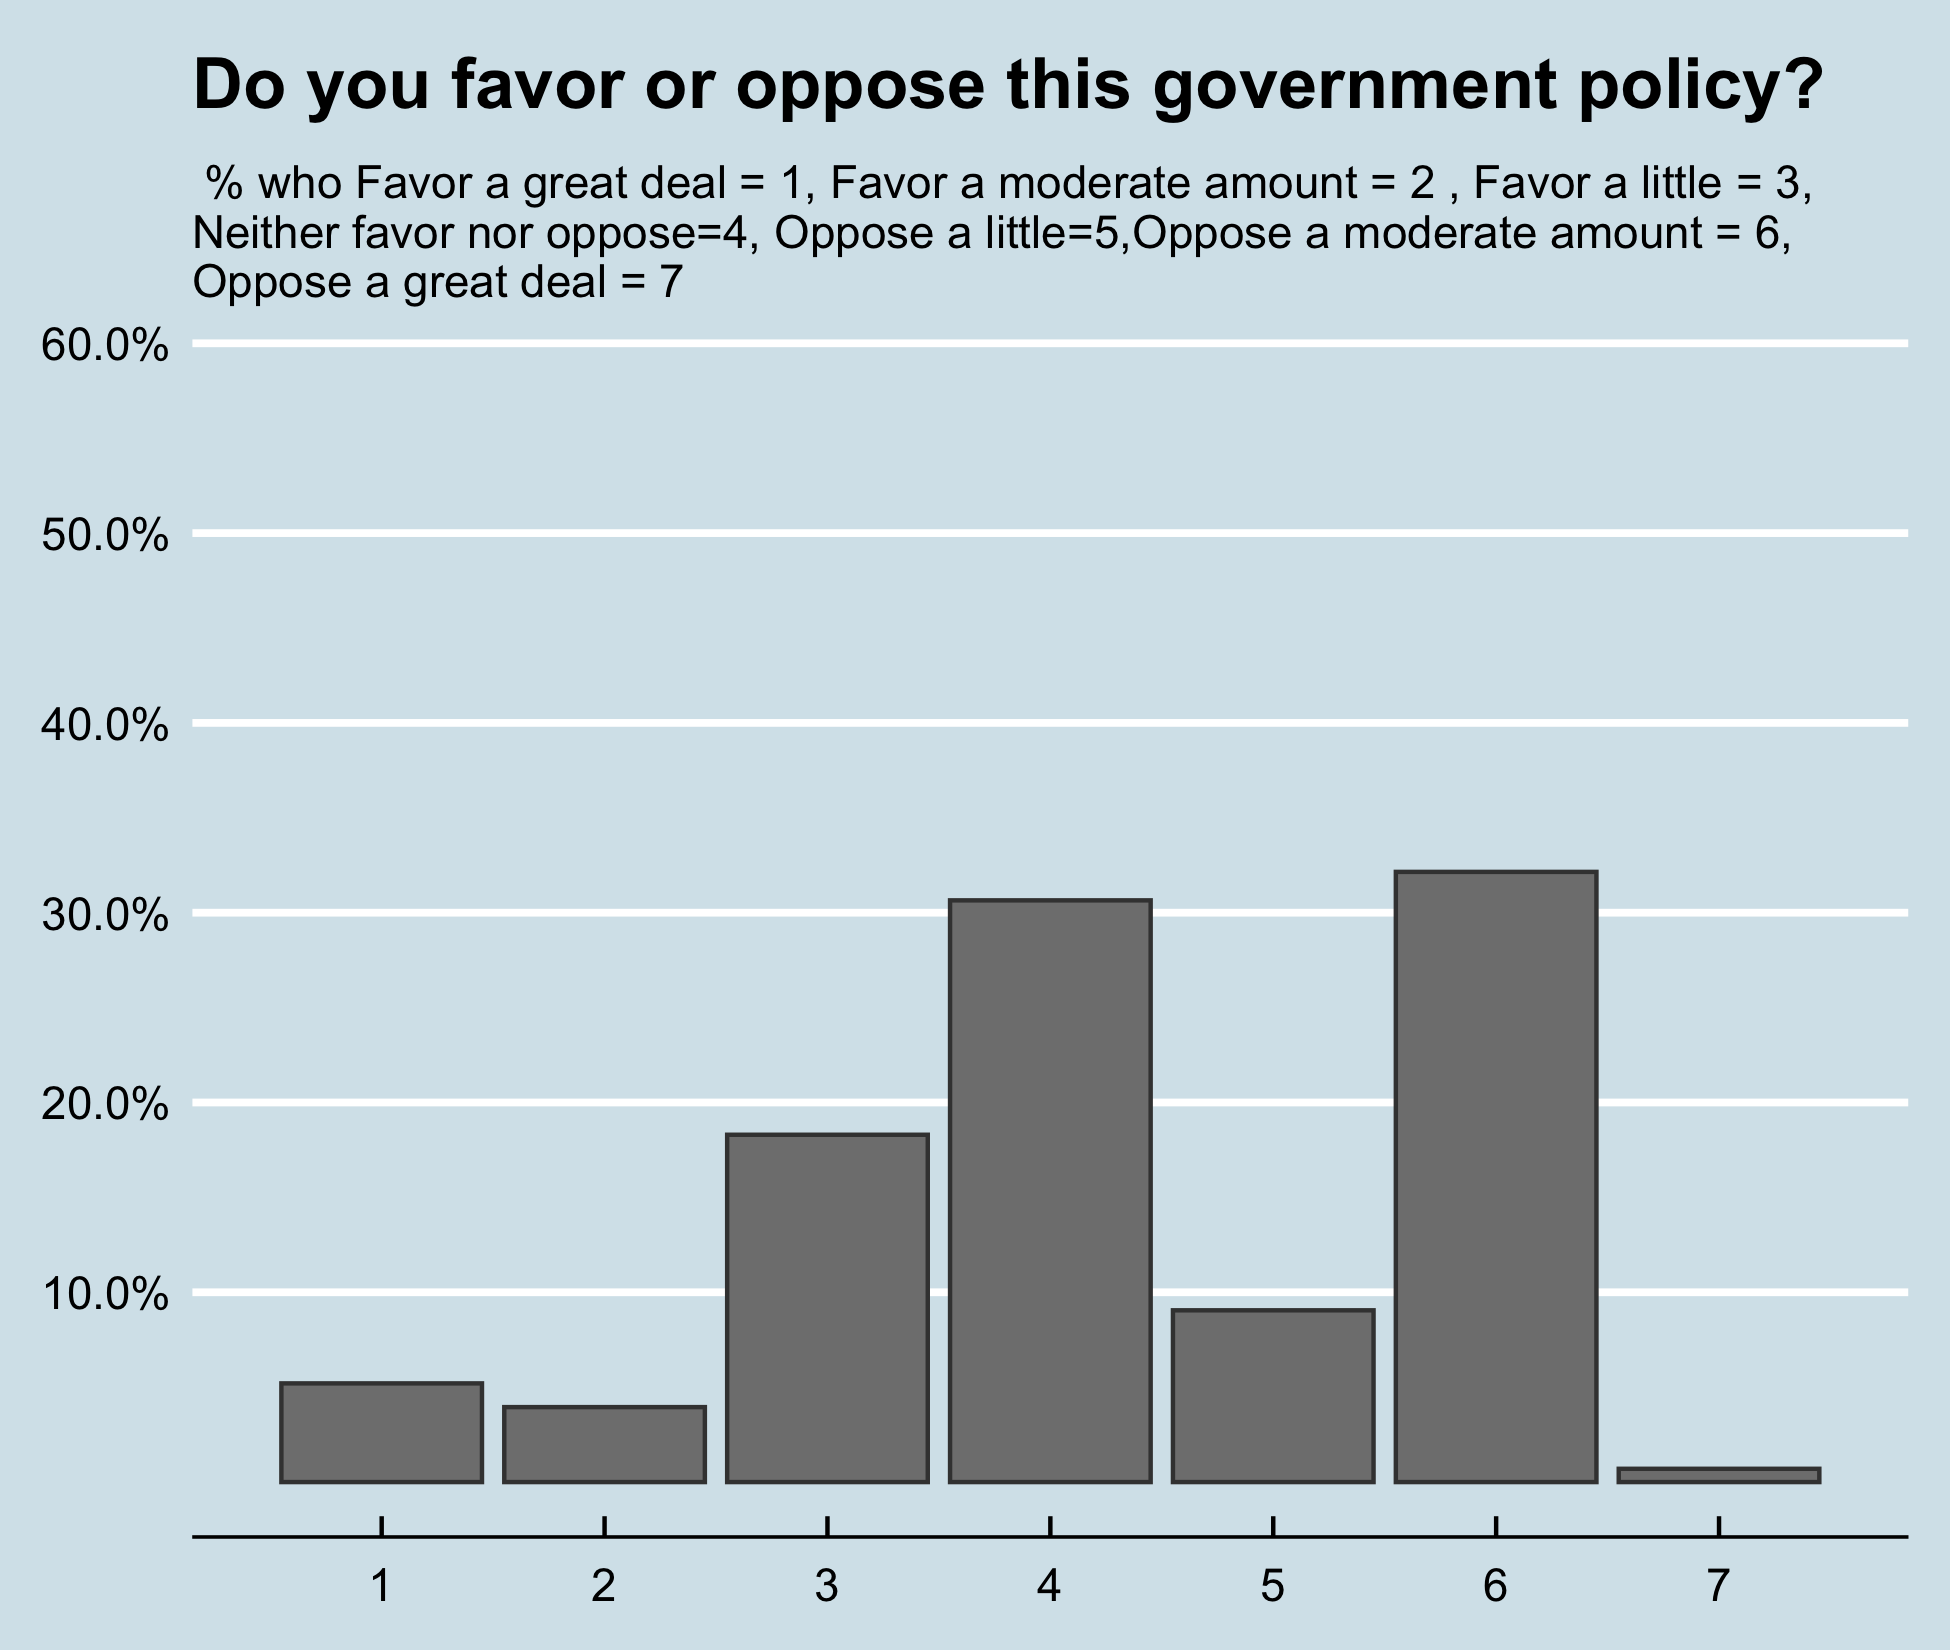 Do you favor or oppose this government policy?
% who Favor a great deal = 1, Favor a moderate amount = 2 , Favor a little = 3,
Neither favor nor oppose=4, Oppose a little=5,Oppose a moderate amount = 6,
Oppose a great deal = 7
60.0%
50.0%
40.0%
30.0%
20.0%
10.0%
1 2 3 4 5 6 7